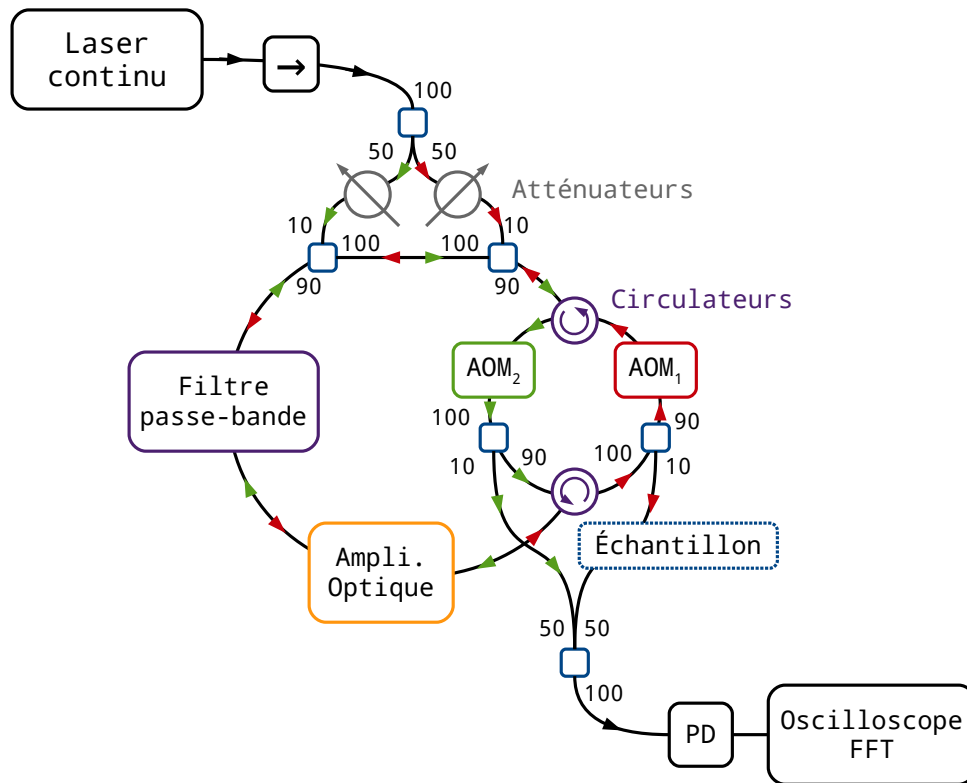 Laser
continu
→
100
50
50
Atténuateurs
10
10
100
100
90
90
Circulateurs
AOM₂
AOM₁
Filtre
passe-bande
100
90
90
100
10
10
Échantillon
Ampli.
Optique
50
50
100
PD
Oscilloscope
FFT